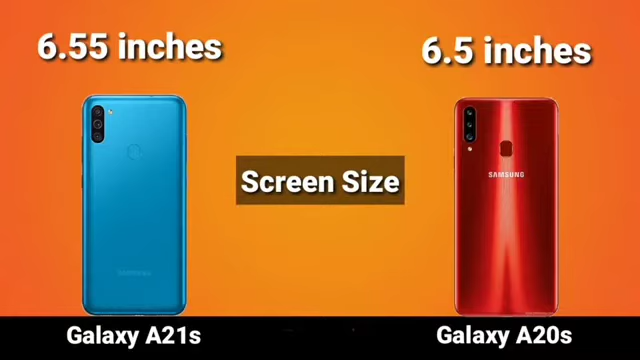 6.55 inches
6.5 inches
Screen Size
SAMSUNG
SAMSUNG
Galaxy A21s
Galaxy A20s